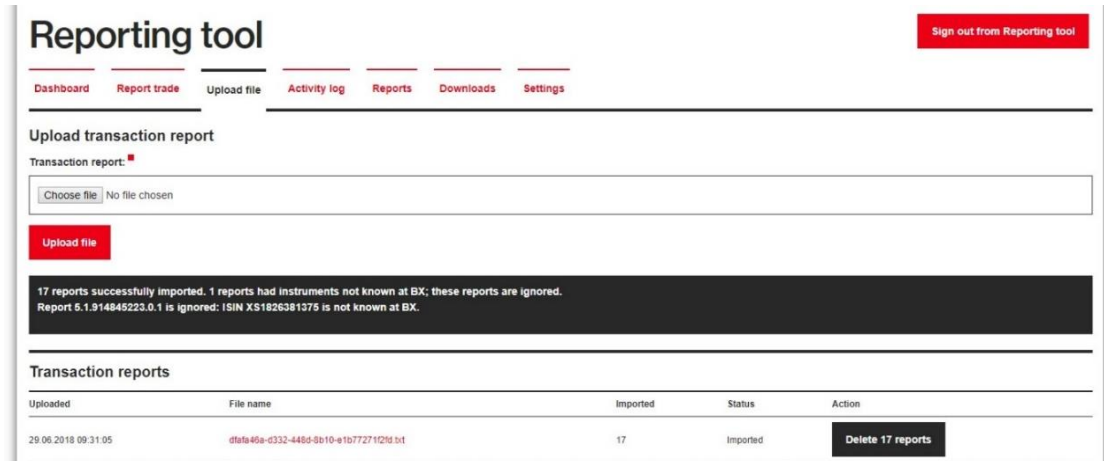 Reporting tool
Sign out from Reporting tool
Dashboard Report trade Upload file Activity log Reports Downloads Settings
Upload transaction report
Transaction report:
Choose file No file chosen
Upload file
17 reports successfully imported. 1 reports had instruments not known at BX; these reports are ignored.
Report 5.1.914845223.0.1 is ignored: ISIN XS1826381375 is not known at BX.
Transaction reports
Uploaded File name Imported Status Action
29.06.2018 09:31:05 dfafa46a-d332-448d-8b10-e1b77271f2fd.txt 17 Imported Delete 17 reports